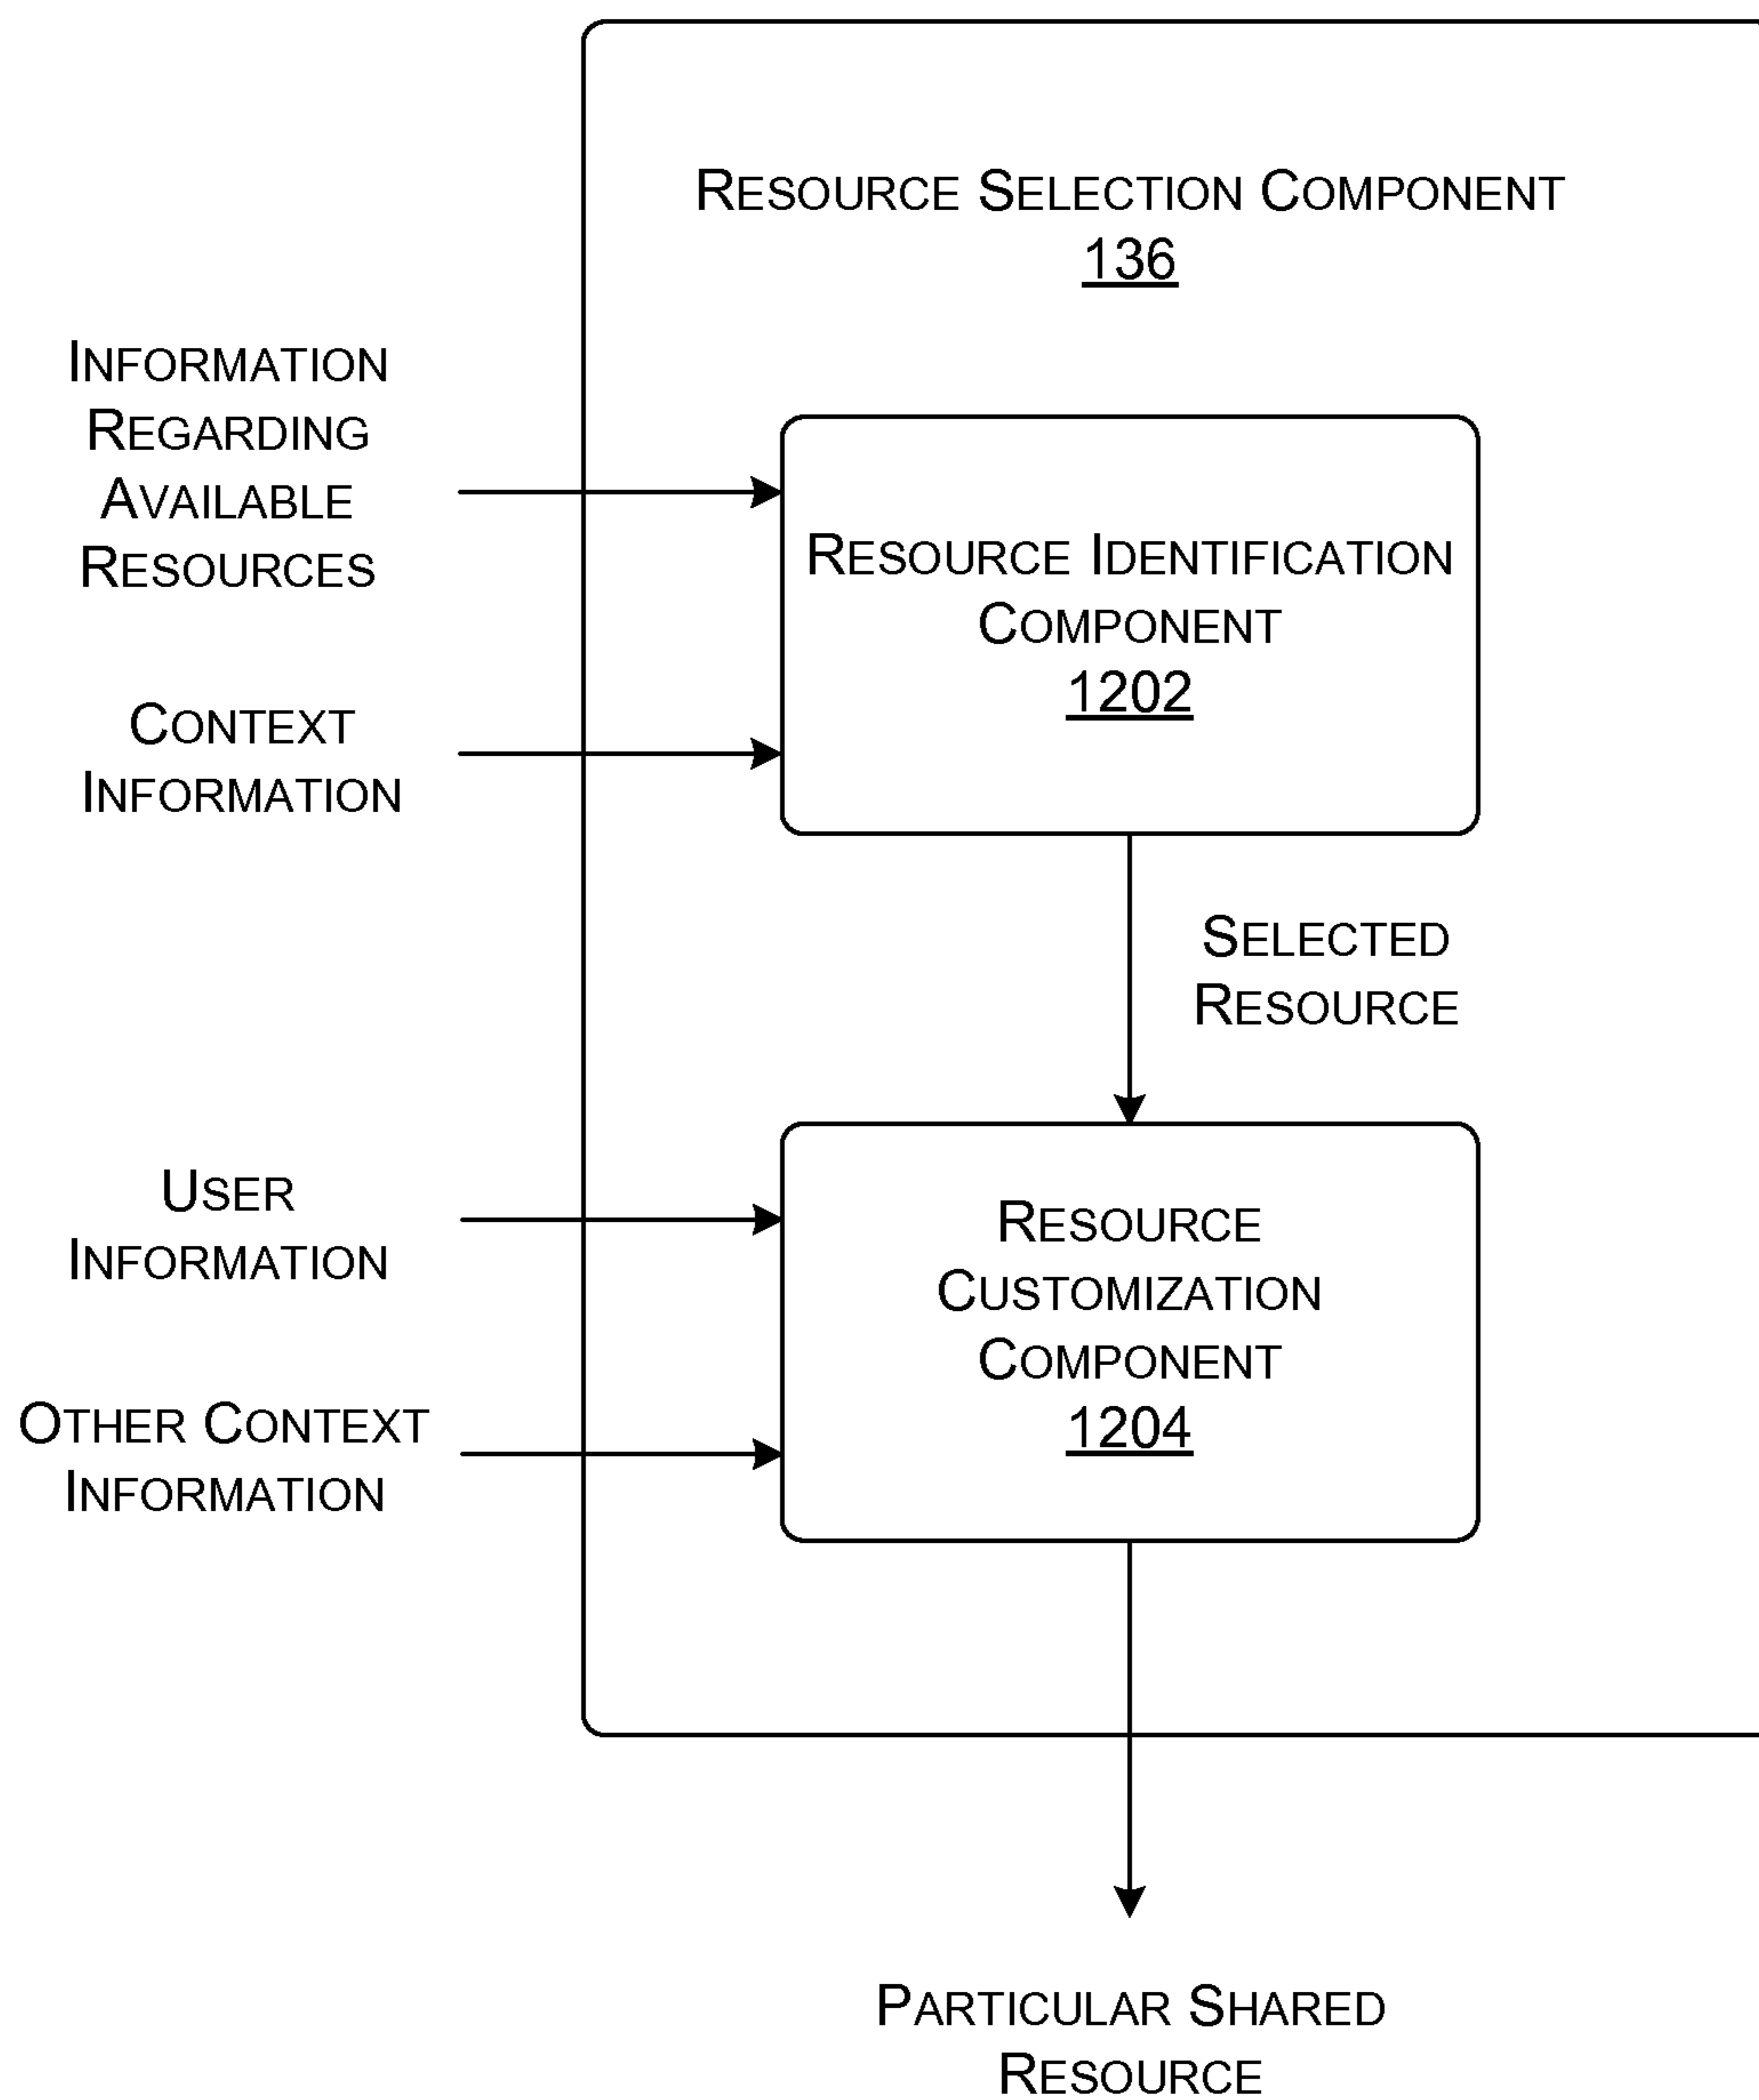 RESOURCE SELECTION COMPONENT
136
INFORMATION
REGARDING
AVAILABLE
RESOURCES
RESOURCE IDENTIFICATION
COMPONENT
1202
CONTEXT
INFORMATION
SELECTED
RESOURCE
USER
INFORMATION
RESOURCE
CUSTOMIZATION
COMPONENT
1204
OTHER CONTEXT
INFORMATION
PARTICULAR SHARED
RESOURCE